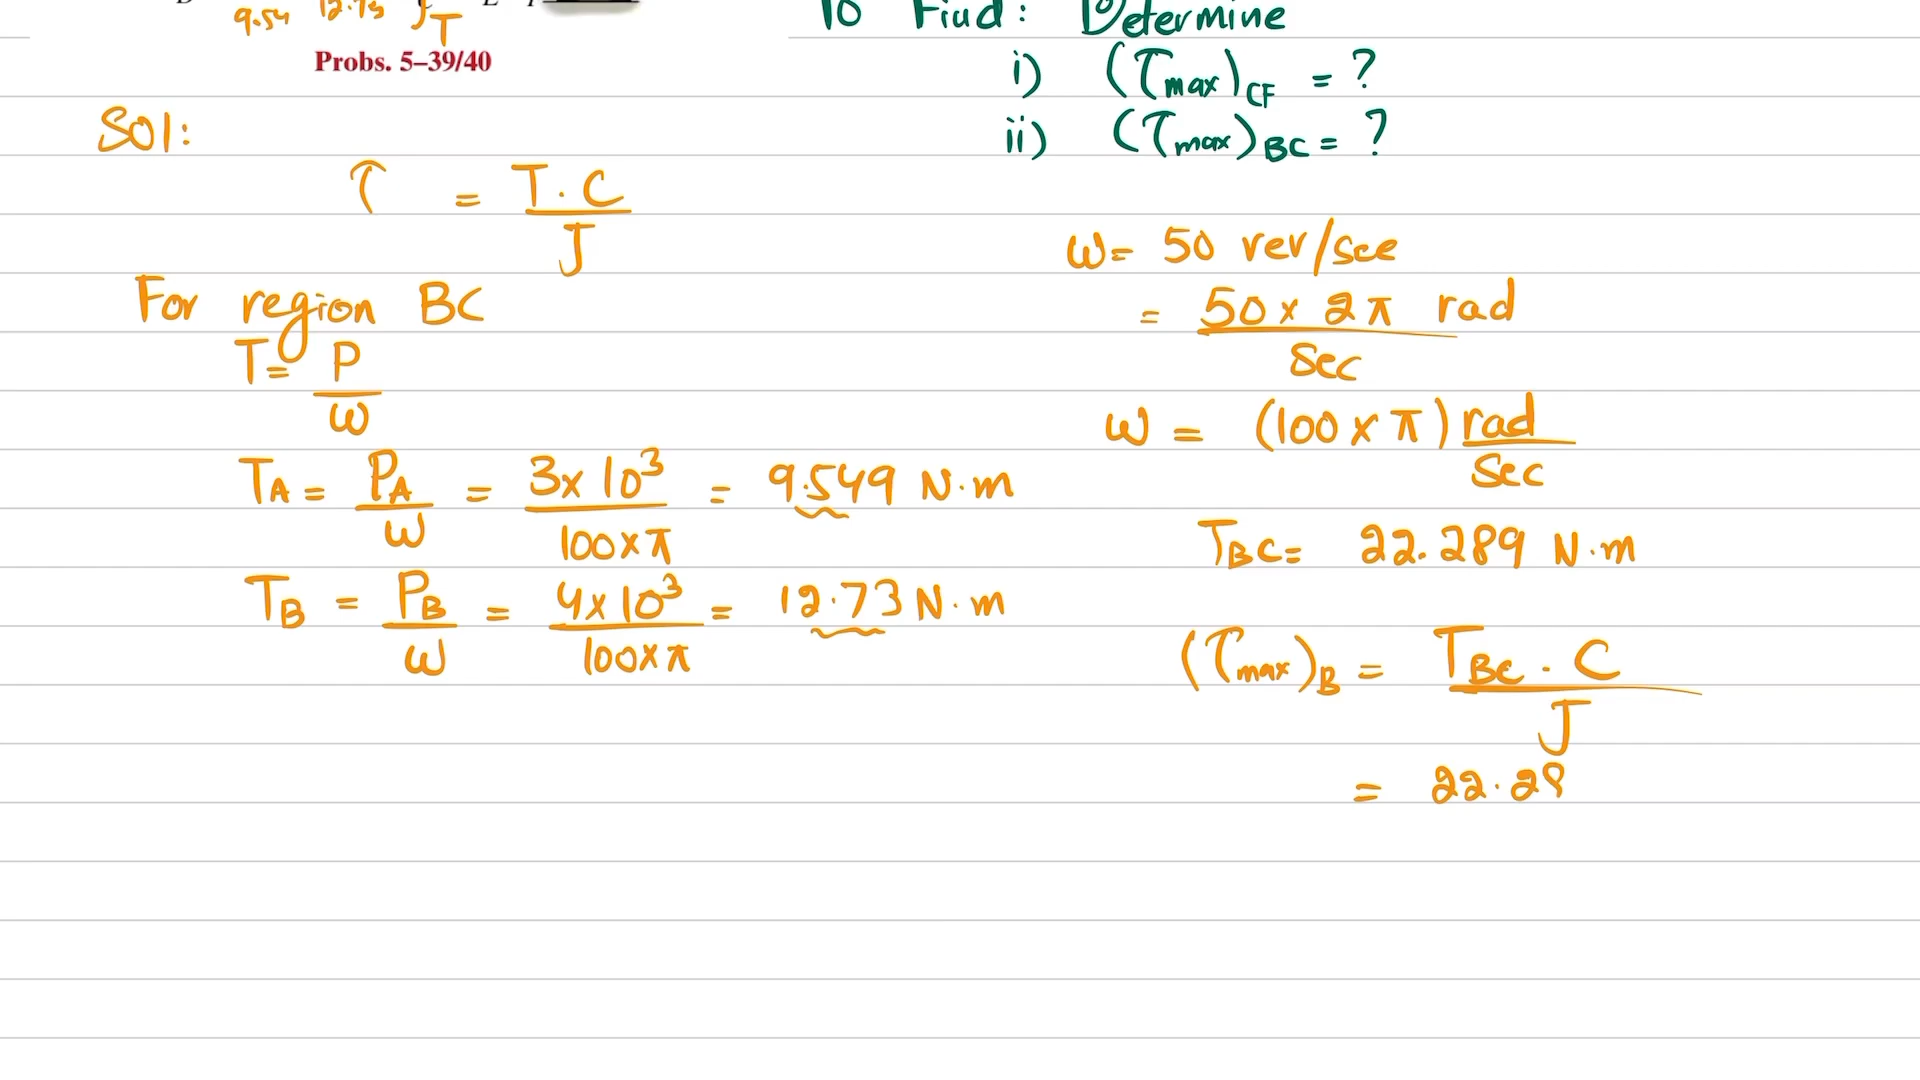 9.54 12.73 T
Probs. 5–39/40
To Find: Determine
i) (τmax)CF = ?
ii) (τmax)BC = ?
Sol:
τ = T.C / J
For region BC
T = P / ω
TA = PA / ω = 3x10³ / 100xπ = 9.549 N.m
TB = PB / ω = 4x10³ / 100xπ = 12.73 N.m
ω = 50 rev/sec
= 50 x 2π rad / sec
ω = (100 x π) rad / sec
TBC = 22.289 N.m
(τmax)B = TBC . C / J
= 22.28